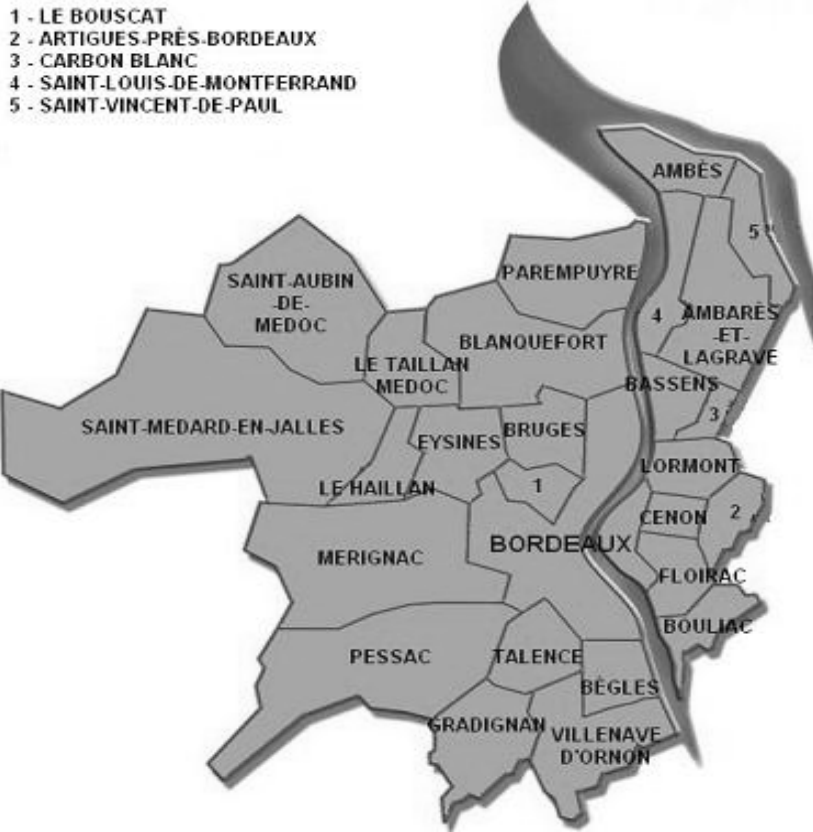 1 - LE BOUSCAT
2 - ARTIGUES-PRÈS-BORDEAUX
3 - CARBON BLANC
4 - SAINT-LOUIS-DE-MONTFERRAND
5 - SAINT-VINCENT-DE-PAUL
AMBÈS
5
PAREMPUYRE
SAINT-AUBIN
-DE-
MEDOC
4
AMBARÈS
-ET-
LAGRAVE
BLANQUEFORT
LE TAILLAN
MEDOC
BASSENS
3
SAINT-MEDARD-EN-JALLES
EYSINES
BRUGES
LORMONT
LE HAILLAN
1
CENON
2
BORDEAUX
MERIGNAC
FLOIRAC
BOULIAC
PESSAC
TALENCE
BÈGLES
GRADIGNAN
VILLENAVE
D'ORNON